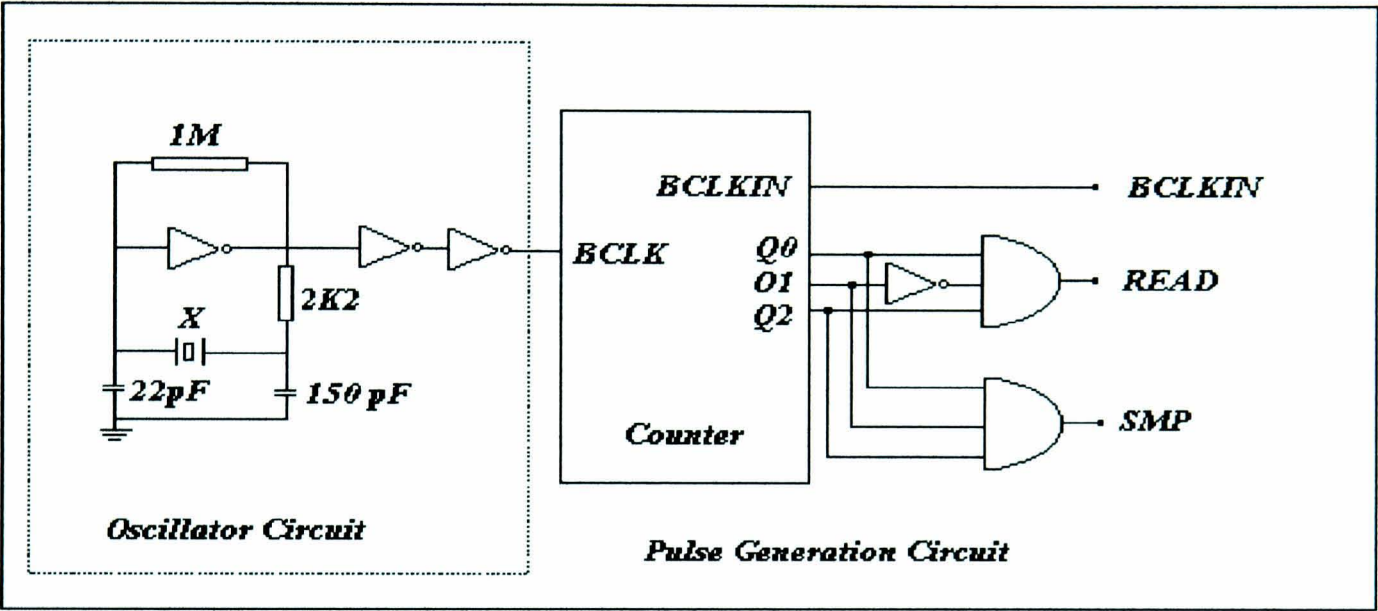 1M
BCLKIN
BCLKIN
Q0
BCLK
O1
READ
2K2
Q2
X
22pF
150 pF
SMP
Counter
Oscillator Circuit
Pulse Generation Circuit